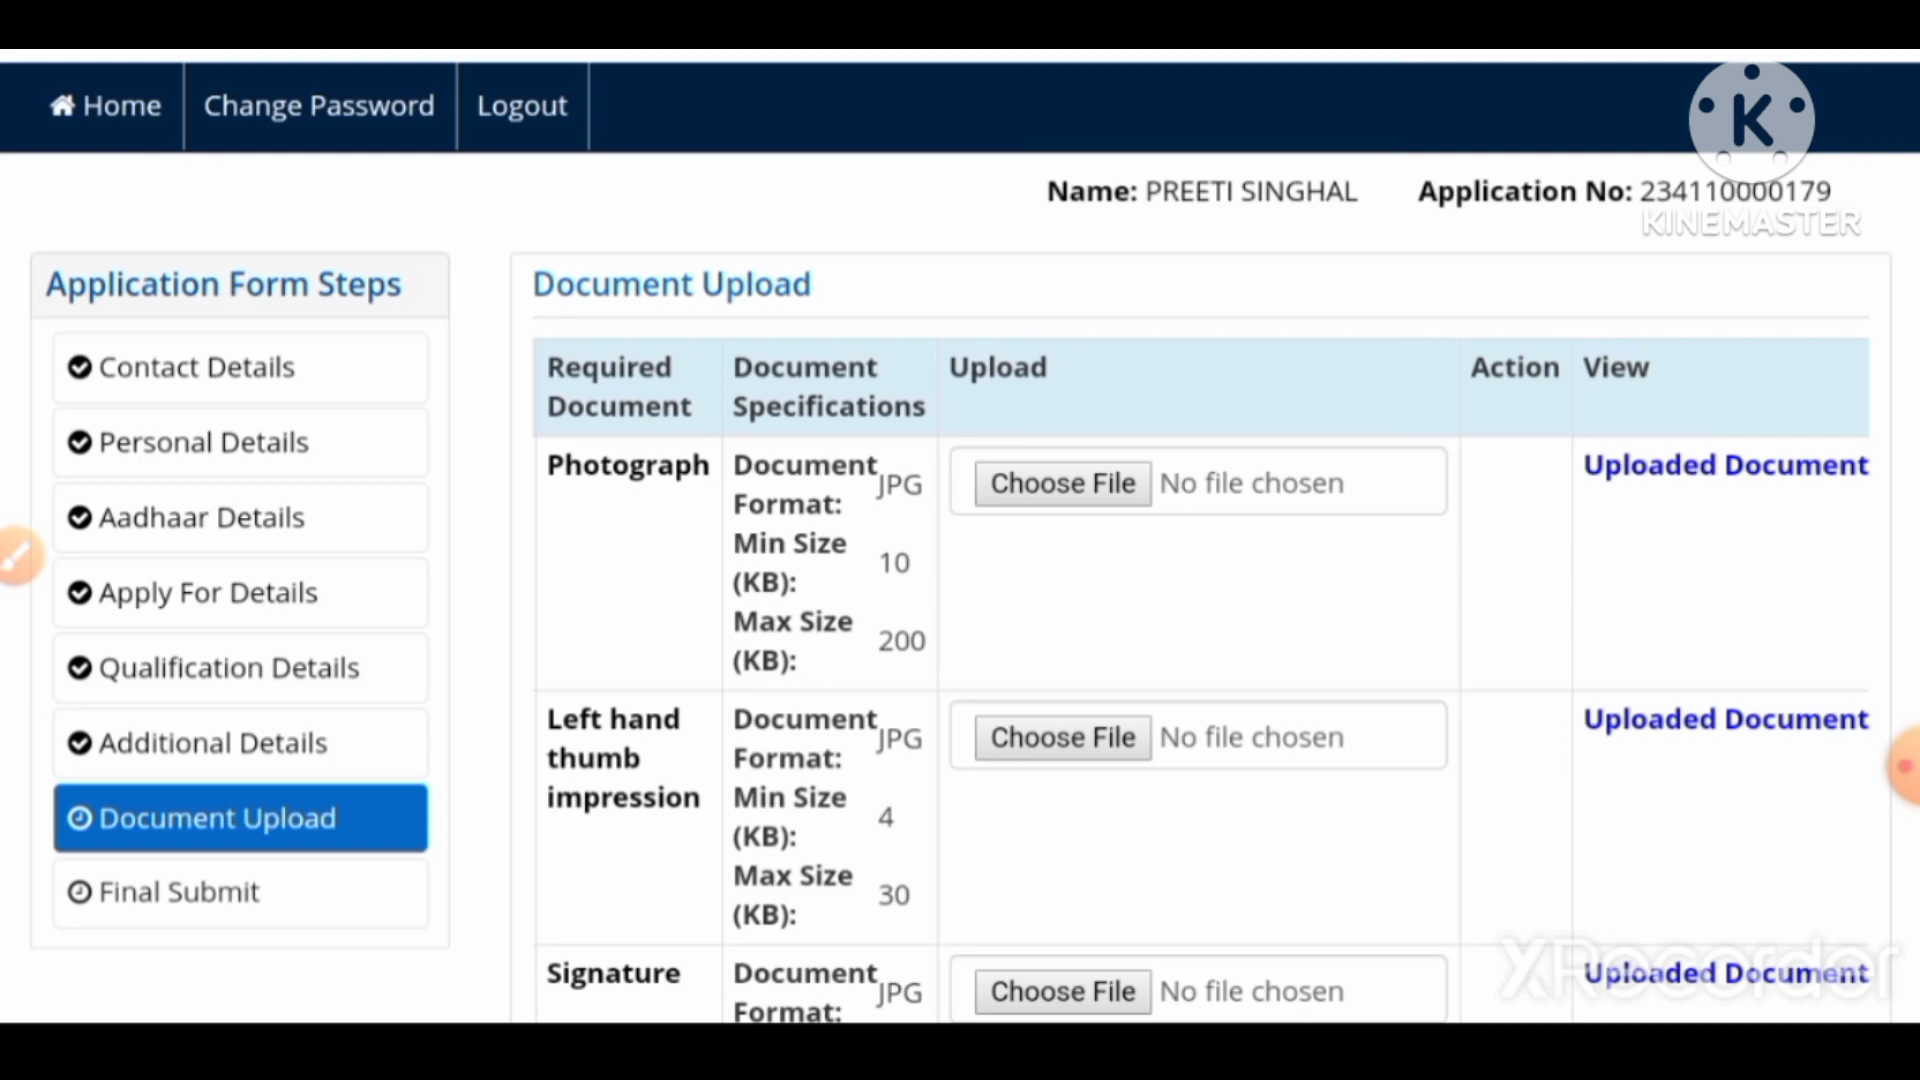 Home Change Password Logout
K
KINEMASTER
Name: PREETI SINGHAL Application No: 234110000179
Application Form Steps
Contact Details
Personal Details
Aadhaar Details
Apply For Details
Qualification Details
Additional Details
Document Upload
Final Submit
Document Upload
Required Document
Document Specifications
Upload
Action
View
Photograph
Document Format: JPG
Min Size (KB): 10
Max Size (KB): 200
Choose File No file chosen
Uploaded Document
Left hand thumb impression
Document Format: JPG
Min Size (KB): 4
Max Size (KB): 30
Choose File No file chosen
Uploaded Document
Signature
Document Format: JPG
Choose File No file chosen
Uploaded Document
XRecorder